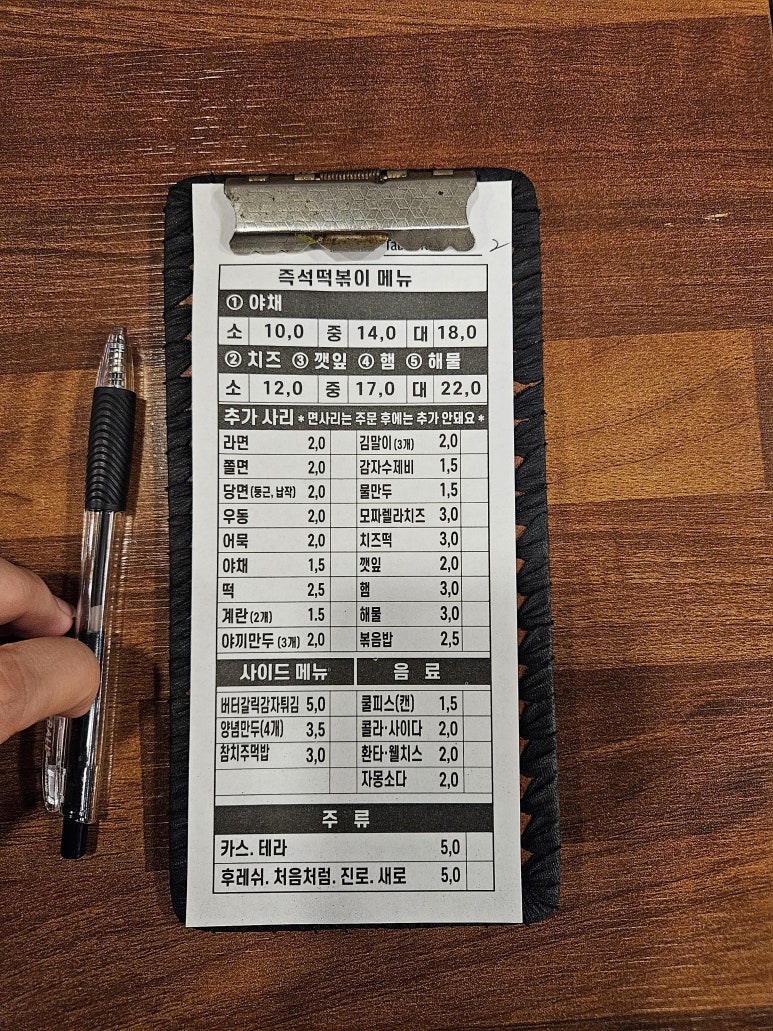 2
즉석떡볶이 메뉴
① 야채
소 10,0 중 14,0 대 18,0
② 치즈 ③ 깻잎 ④ 햄 ⑤ 해물
소 12,0 중 17,0 대 22,0
추가 사리 * 면사리는 주문 후에는 추가 안돼요 *
라면 2,0 김말이 (3개) 2,0
쫄면 2,0 감자수제비 1,5
당면 (둥근, 납작) 2,0 물만두 1,5
우동 2,0 모짜렐라치즈 3,0
어묵 2,0 치즈떡 3,0
야채 1,5 깻잎 2,0
떡 2,5 햄 3,0
계란 (2개) 1.5 해물 3,0
야끼만두 (3개) 2,0 볶음밥 2,5
사이드 메뉴 음 료
버터갈릭감자튀김 5,0 쿨피스(캔) 1,5
양념만두(4개) 3,5 콜라·사이다 2,0
참치주먹밥 3,0 환타·웰치스 2,0
자몽소다 2,0
주 류
카스. 테라 5,0
후레쉬. 처음처럼. 진로. 새로 5,0